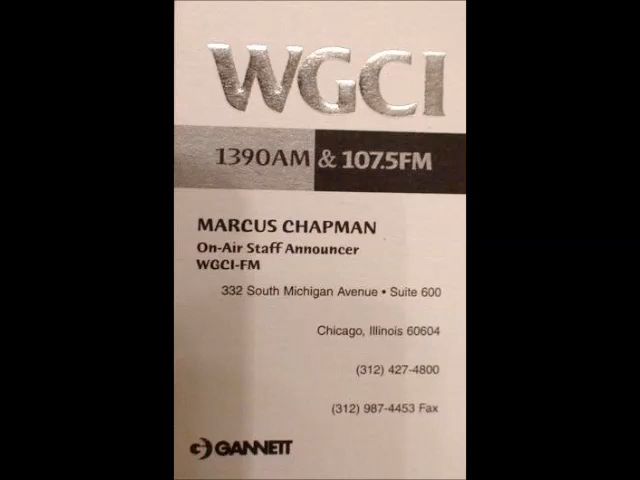 WGCI
1390AM & 107.5FM
MARCUS CHAPMAN
On-Air Staff Announcer
WGCI-FM
332 South Michigan Avenue • Suite 600
Chicago, Illinois 60604
(312) 427-4800
(312) 987-4453 Fax
GANNETT